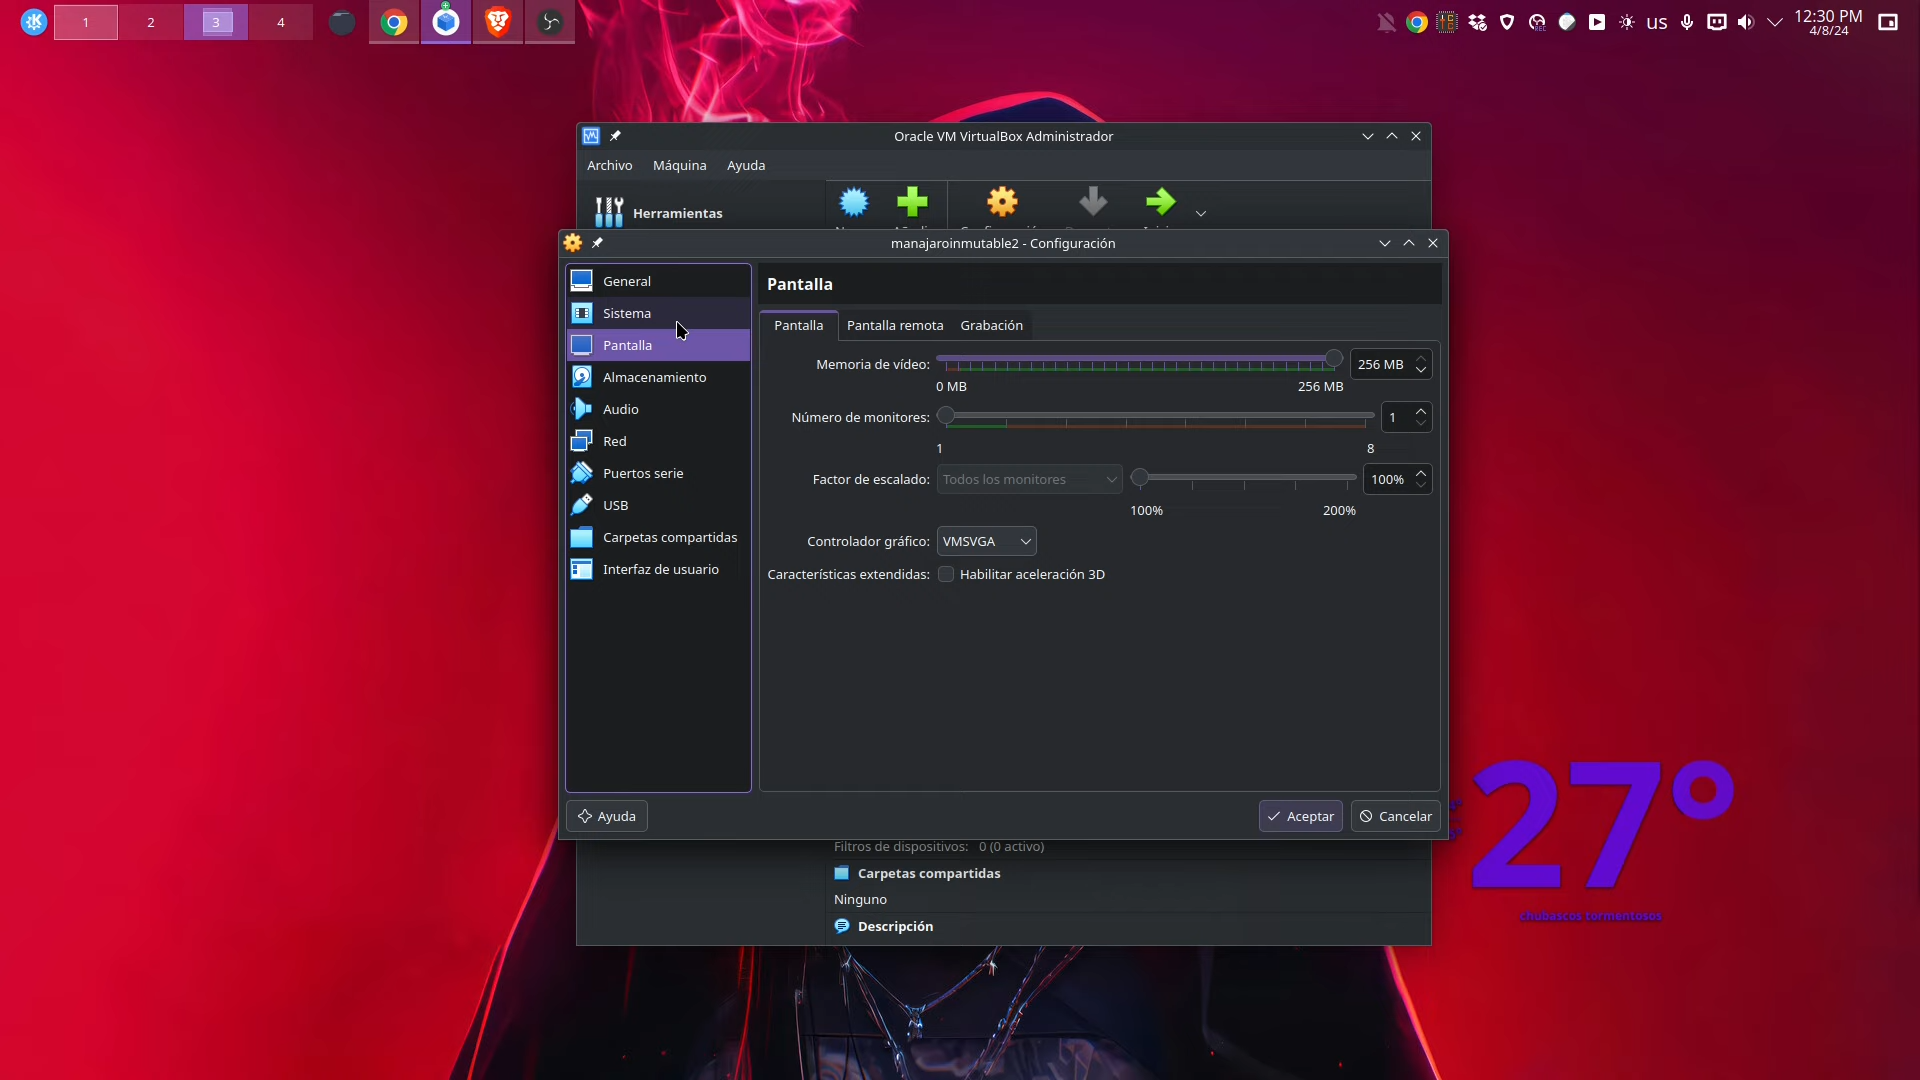 1 2 3 4 us 12:30 PM
4/8/24
Oracle VM VirtualBox Administrador
Archivo Máquina Ayuda
Herramientas
manajaroinmutable2 - Configuración
General
Sistema
Pantalla
Almacenamiento
Audio
Red
Puertos serie
USB
Carpetas compartidas
Interfaz de usuario
Pantalla
Pantalla Pantalla remota Grabación
Memoria de vídeo: 256 MB
0 MB 256 MB
Número de monitores: 1
1 8
Factor de escalado: Todos los monitores 100%
100% 200%
Controlador gráfico: VMSVGA
Características extendidas: Habilitar aceleración 3D
Ayuda Aceptar Cancelar
Filtros de dispositivos: 0 (0 activo)
Carpetas compartidas
Ninguno
Descripción
27°
chubascos tormentosos